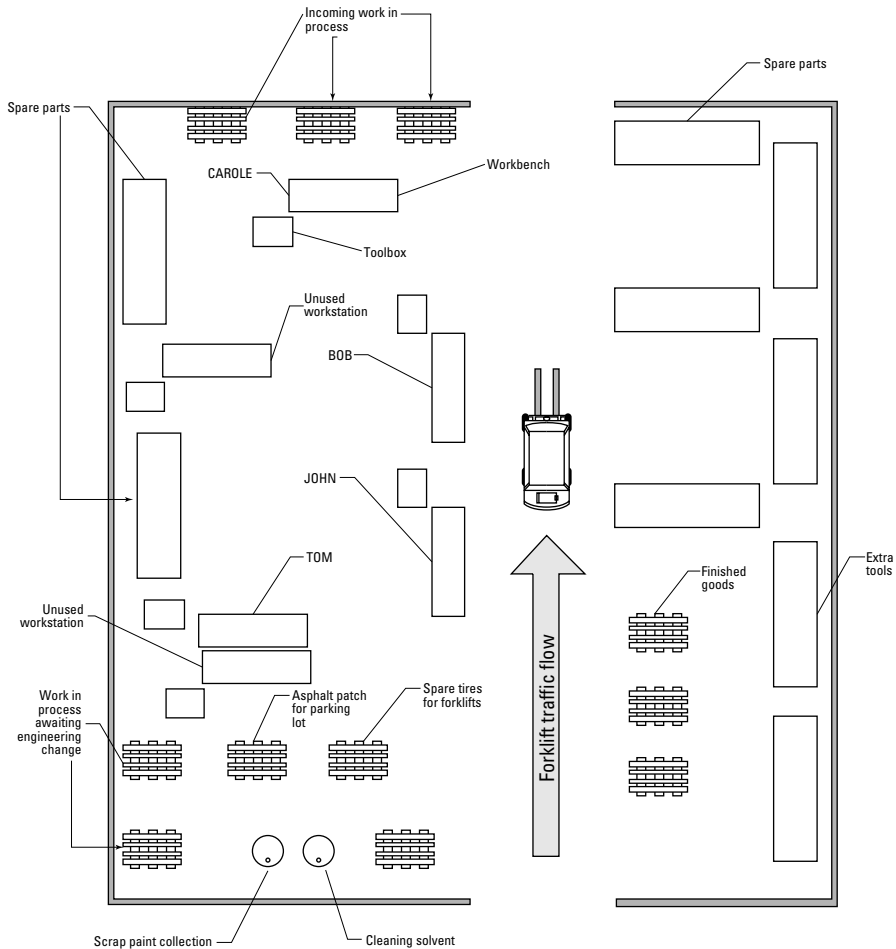 Incoming work in
process
Spare parts
Spare parts
CAROLE
Workbench
Toolbox
Unused
workstation
BOB
JOHN
TOM
Finished
goods
Extra
tools
Unused
workstation
Work in
process
awaiting
engineering
change
Asphalt patch
for parking
lot
Spare tires
for forklifts
Forklift traffic flow
Scrap paint collection
Cleaning solvent